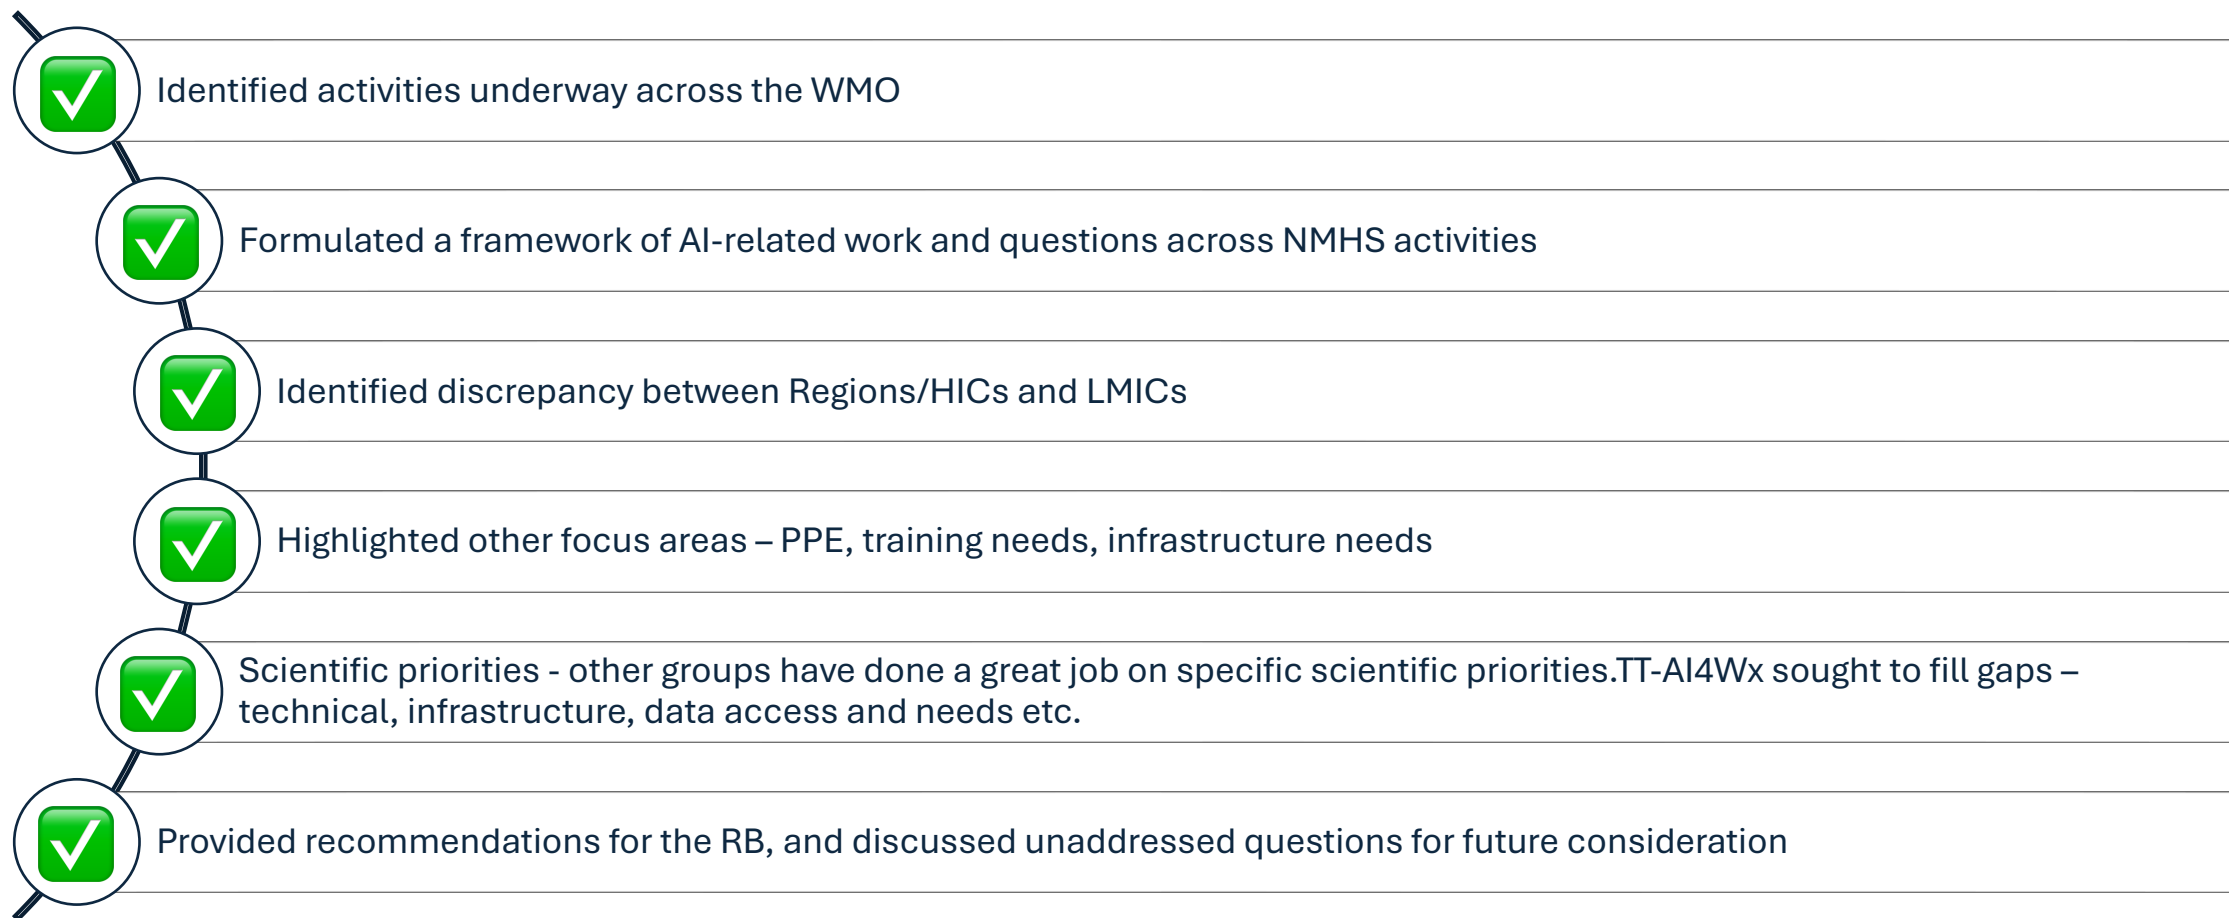 Identified activities underway across the WMO
Formulated a framework of AI-related work and questions across NMHS activities
Identified discrepancy between Regions/HICs and LMICs
Highlighted other focus areas – PPE, training needs, infrastructure needs
Scientific priorities - other groups have done a great job on specific scientific priorities.TT-AI4Wx sought to fill gaps –
technical, infrastructure, data access and needs etc.
Provided recommendations for the RB, and discussed unaddressed questions for future consideration